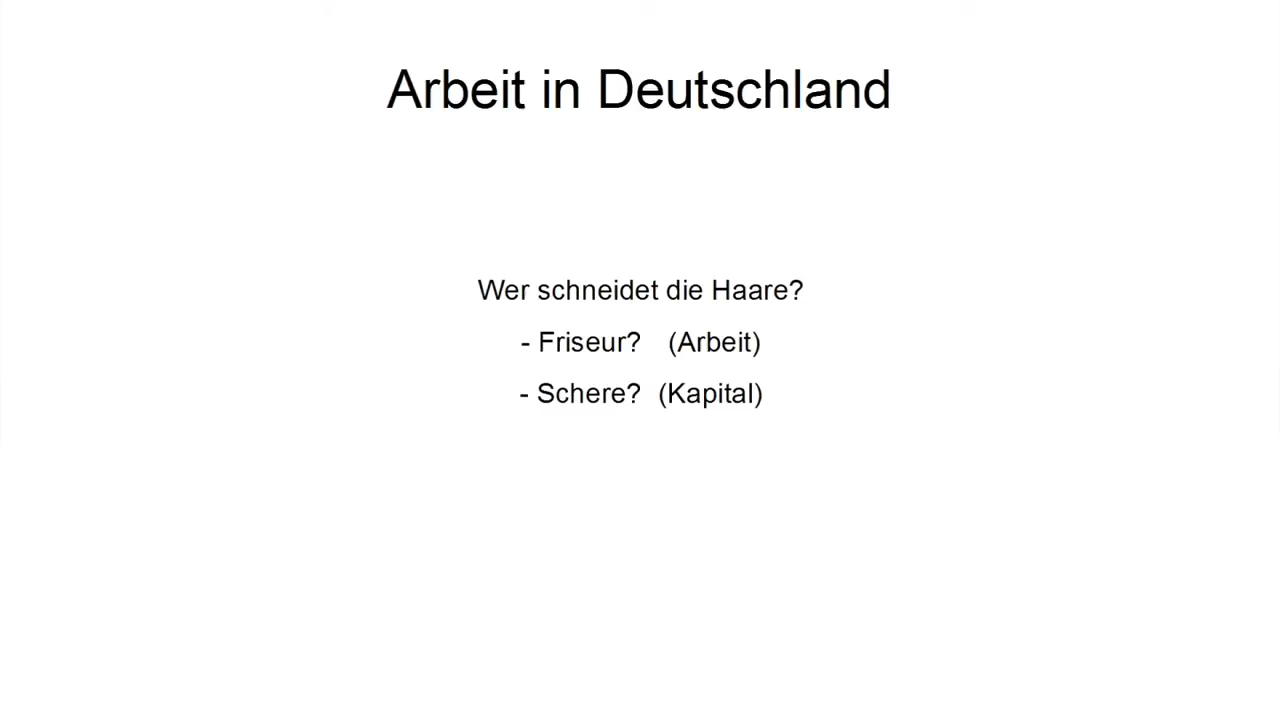 Arbeit in Deutschland
Wer schneidet die Haare?
- Friseur? (Arbeit)
- Schere? (Kapital)